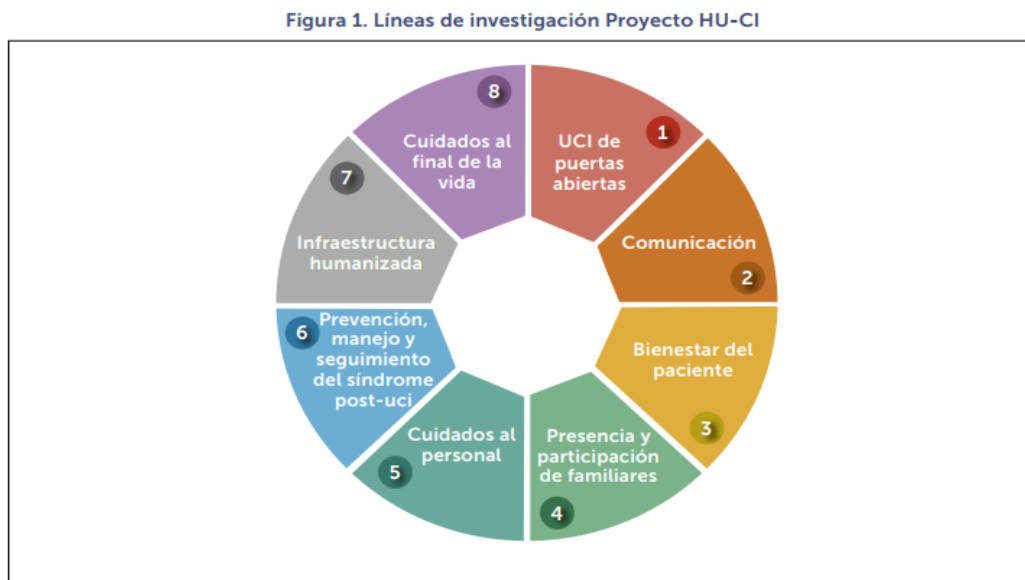 Figura 1. Líneas de investigación Proyecto HU-CI
1
UCI de
puertas
abiertas
Comunicación
2
Bienestar del
paciente
3
Presencia y
participación
de familiares
4
Cuidados al
personal
5
6
Prevención,
manejo y
seguimiento
del síndrome
post-uci
7
Infraestructura
humanizada
8
Cuidados al
final de la
vida